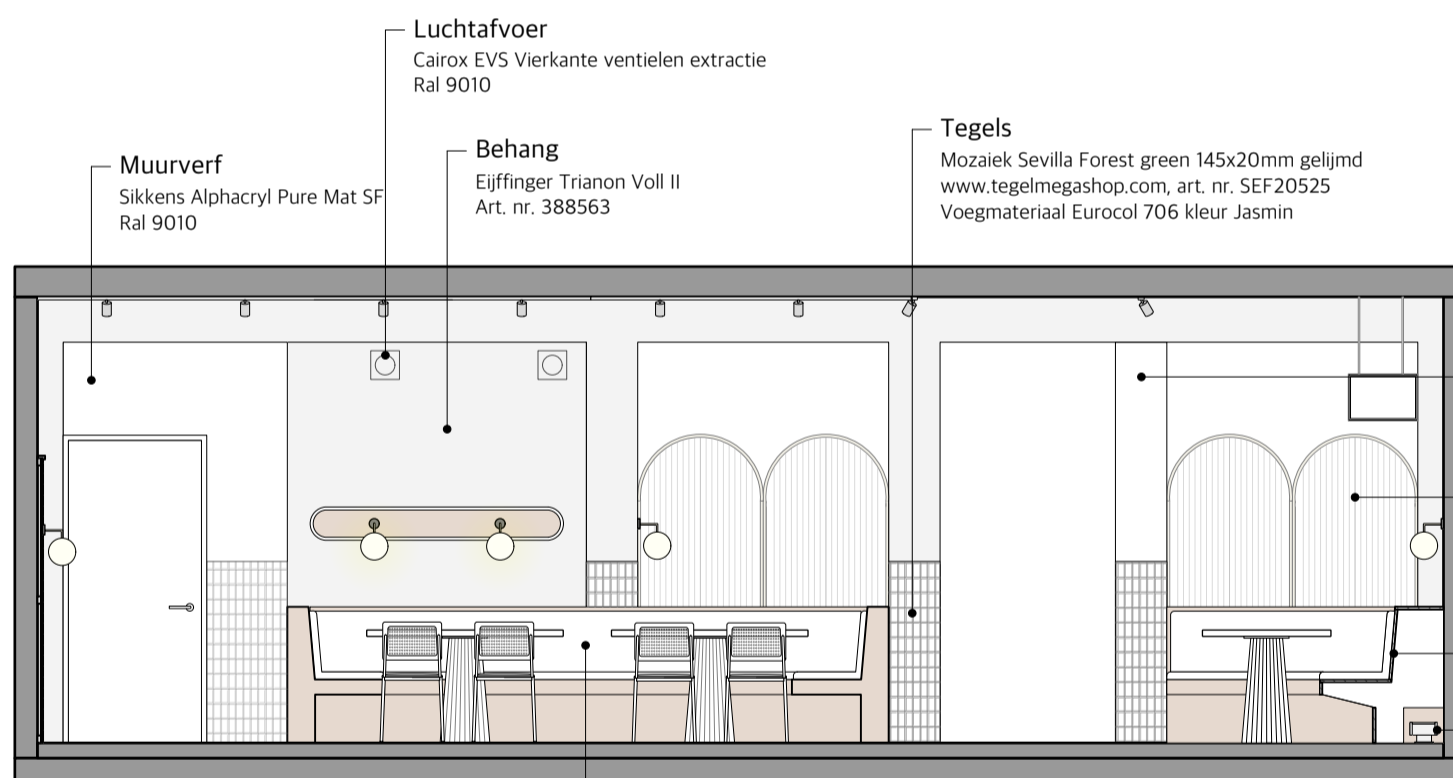 Luchtafvoer
Cairox EVS Vierkante ventielen extractie
Ral 9010
Tegels
Mozaiek Sevilla Forest green 145x20mm gelijmd
www.tegelmegashop.com, art. nr. SEF20525
Voegmateriaal Eurocol 706 kleur Jasmin
Behang
Eijffinger Trianon Voll II
Art. nr. 388563
Muurverf
Sikkens Alphacryl Pure Mat SF
Ral 9010